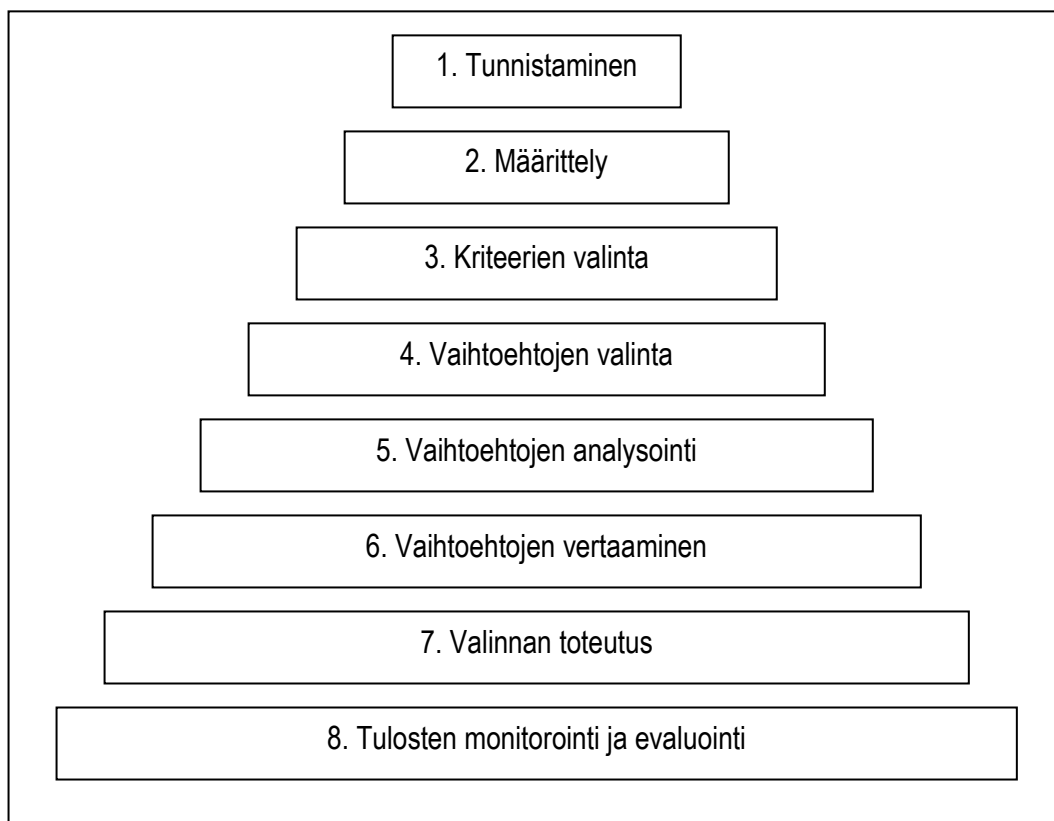 1. Tunnistaminen
2. Määrittely
3. Kriteerien valinta
4. Vaihtoehtojen valinta
5. Vaihtoehtojen analysointi
6. Vaihtoehtojen vertaaminen
7. Valinnan toteutus
8. Tulosten monitorointi ja evaluointi